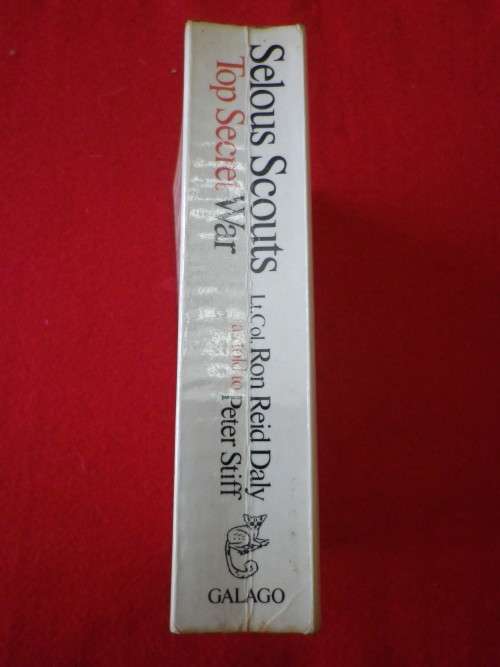 Selous Scouts
Top Secret War
Lt.Col. Ron Reid Daly
as told to Peter Stiff
GALAGO